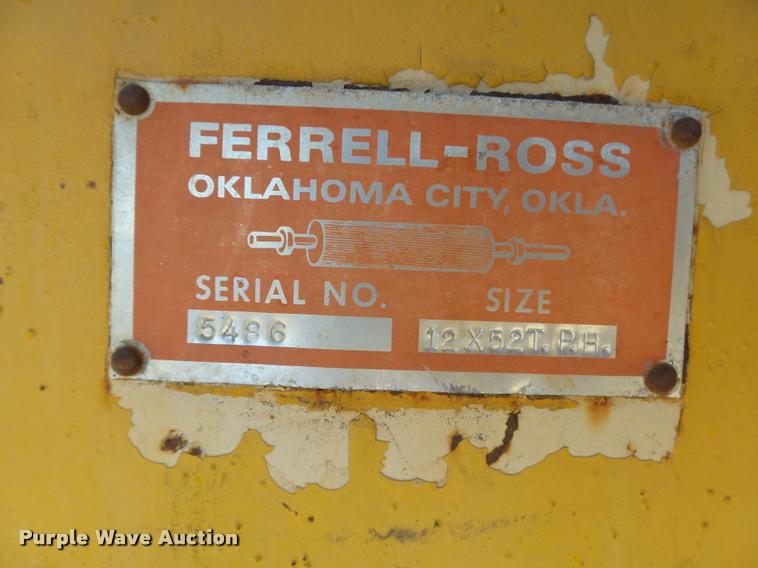 FERRELL-ROSS
OKLAHOMA CITY, OKLA.
SERIAL NO. SIZE
5486 12X52T.P.H.
Purple Wave Auction